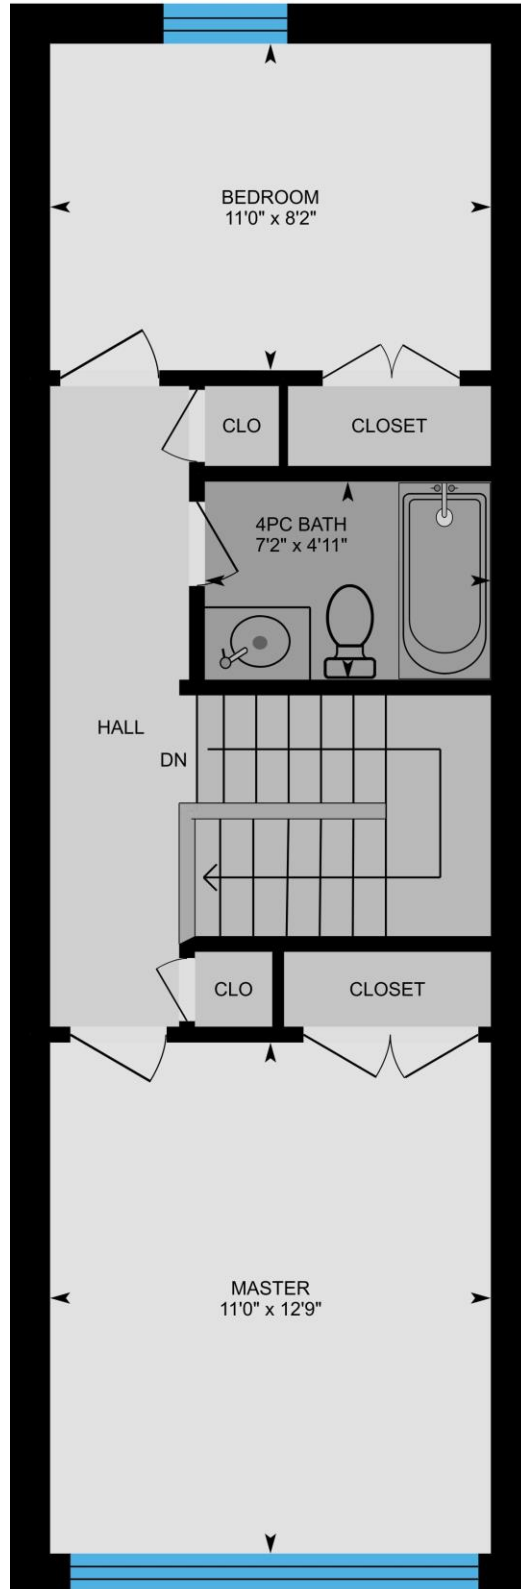 BEDROOM
11'0" x 8'2"
CLO
CLOSET
4PC BATH
7'2" x 4'11"
HALL
DN
CLO
CLOSET
MASTER
11'0" x 12'9"